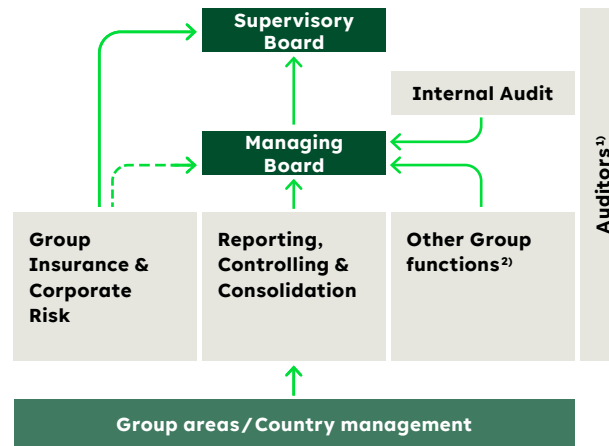 Supervisory
Board
Internal Audit
Managing
Board
Auditors¹⁾
Group
Insurance &
Corporate
Risk
Reporting,
Controlling &
Consolidation
Other Group
functions²⁾
Group areas/Country management